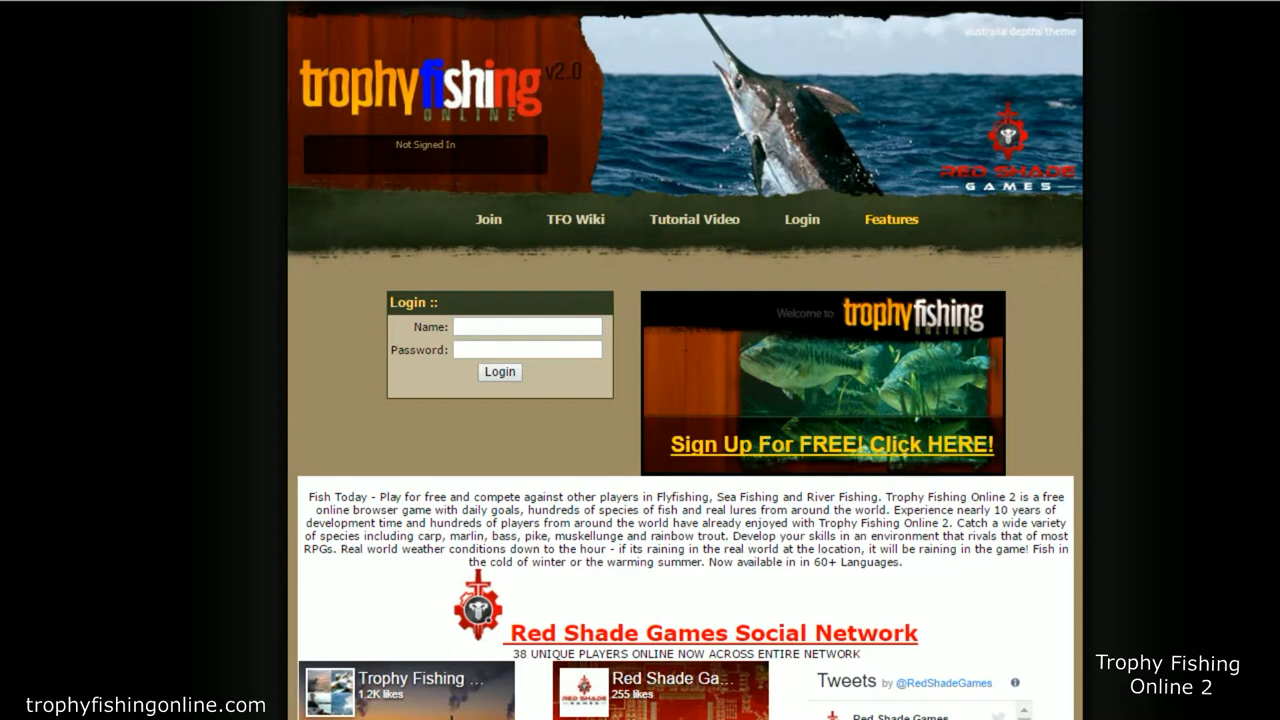 australia depths theme
trophyfishing v2.0
ONLINE
Not Signed In
RED SHADE
GAMES
Join TFO Wiki Tutorial Video Login Features
Login ::
Name:
Password:
Login
Welcome to trophyfishing
ONLINE
Sign Up For FREE! Click HERE!
Fish Today - Play for free and compete against other players in Flyfishing, Sea Fishing and River Fishing. Trophy Fishing Online 2 is a free
online browser game with daily goals, hundreds of species of fish and real lures from around the world. Experience nearly 10 years of
development time and hundreds of players from around the world have already enjoyed with Trophy Fishing Online 2. Catch a wide variety
of species including carp, marlin, bass, pike, muskellunge and rainbow trout. Develop your skills in an environment that rivals that of most
RPGs. Real world weather conditions down to the hour - if its raining in the real world at the location, it will be raining in the game! Fish in
the cold of winter or the warming summer. Now available in in 60+ Languages.
Red Shade Games Social Network
38 UNIQUE PLAYERS ONLINE NOW ACROSS ENTIRE NETWORK
Trophy Fishing ...
1.2K likes
Red Shade Ga...
255 likes
RED SHADE
GAMES
Tweets by @RedShadeGames
Red Shade Games
Trophy Fishing
Online 2
trophyfishingonline.com